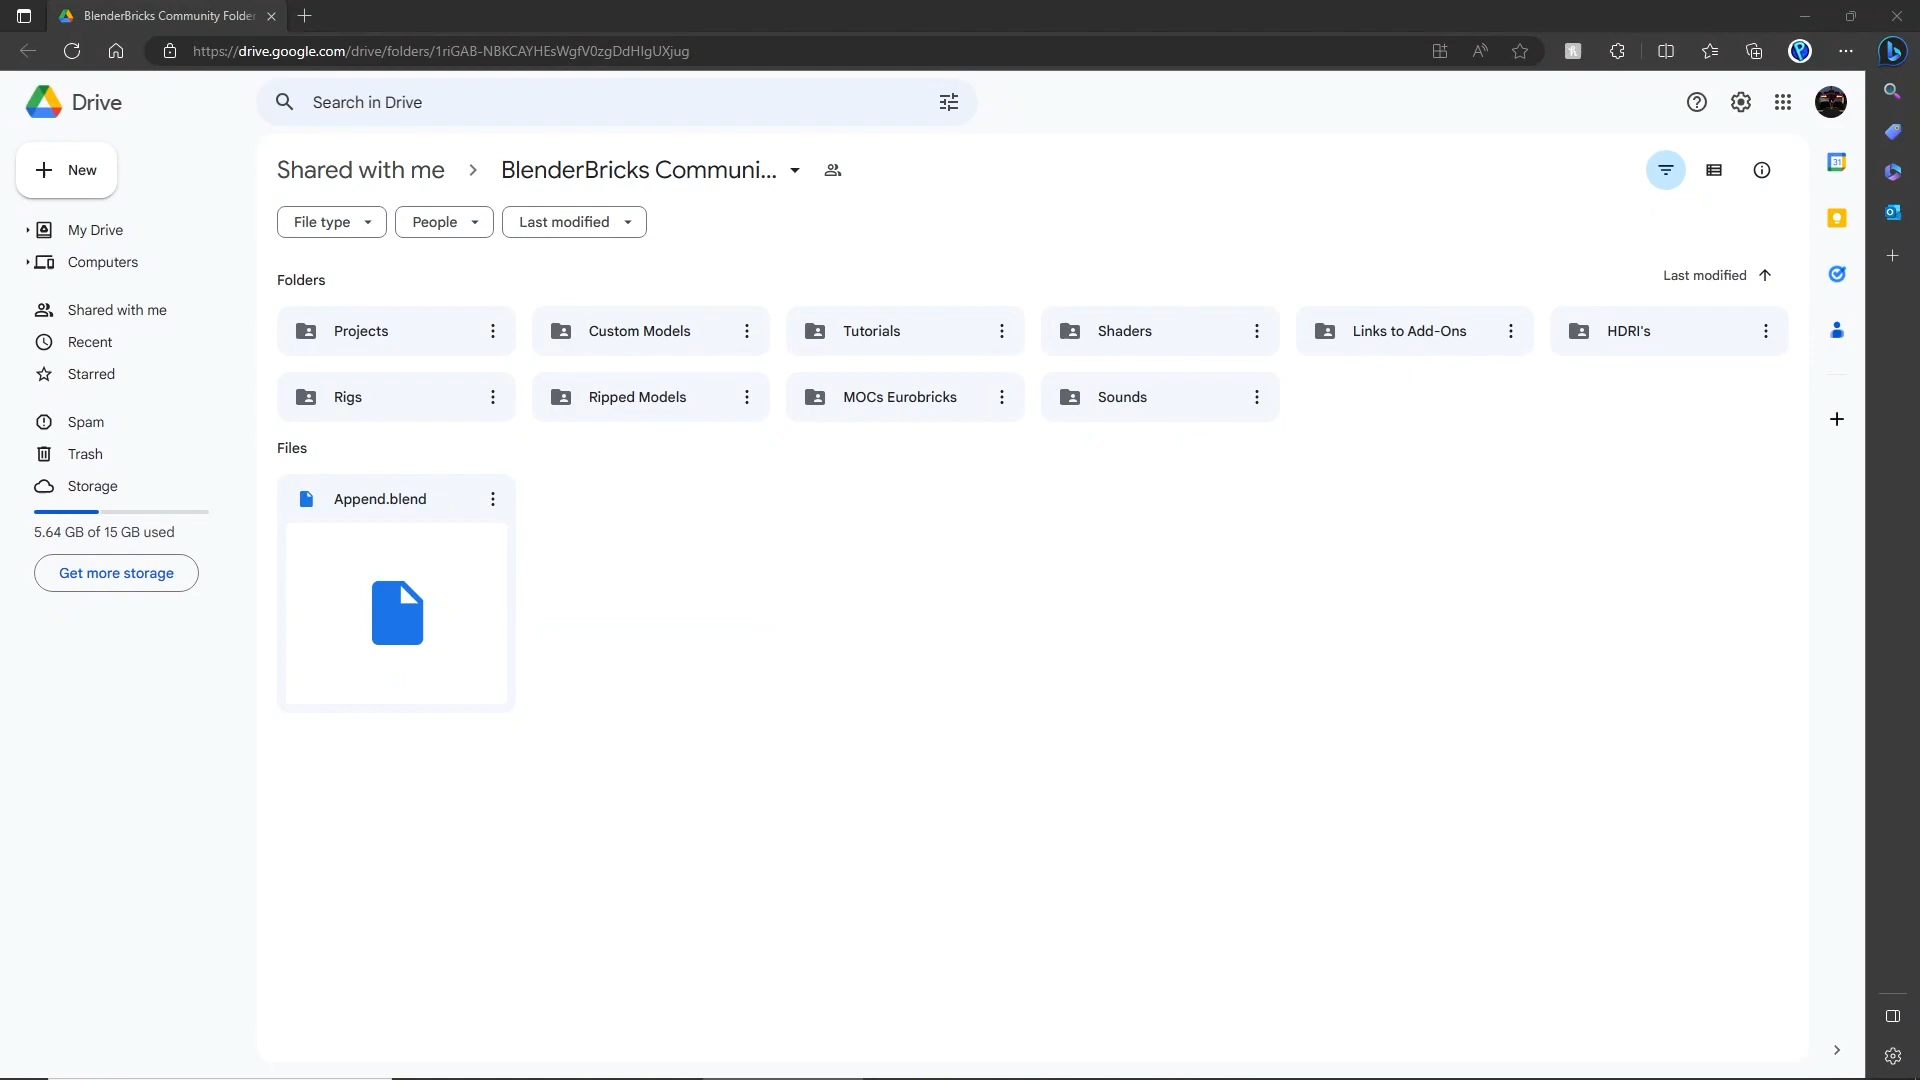 BlenderBricks Community Folder
https://drive.google.com/drive/folders/1riGAB-NBKCAYHEsWgfV0zgDdHIgUXjug
Drive
Search in Drive
New
Shared with me > BlenderBricks Communi...
File type
People
Last modified
My Drive
Computers
Shared with me
Recent
Starred
Spam
Trash
Storage
5.64 GB of 15 GB used
Get more storage
Folders
Last modified
Projects
Custom Models
Tutorials
Shaders
Links to Add-Ons
HDRI's
Rigs
Ripped Models
MOCs Eurobricks
Sounds
Files
Append.blend
31